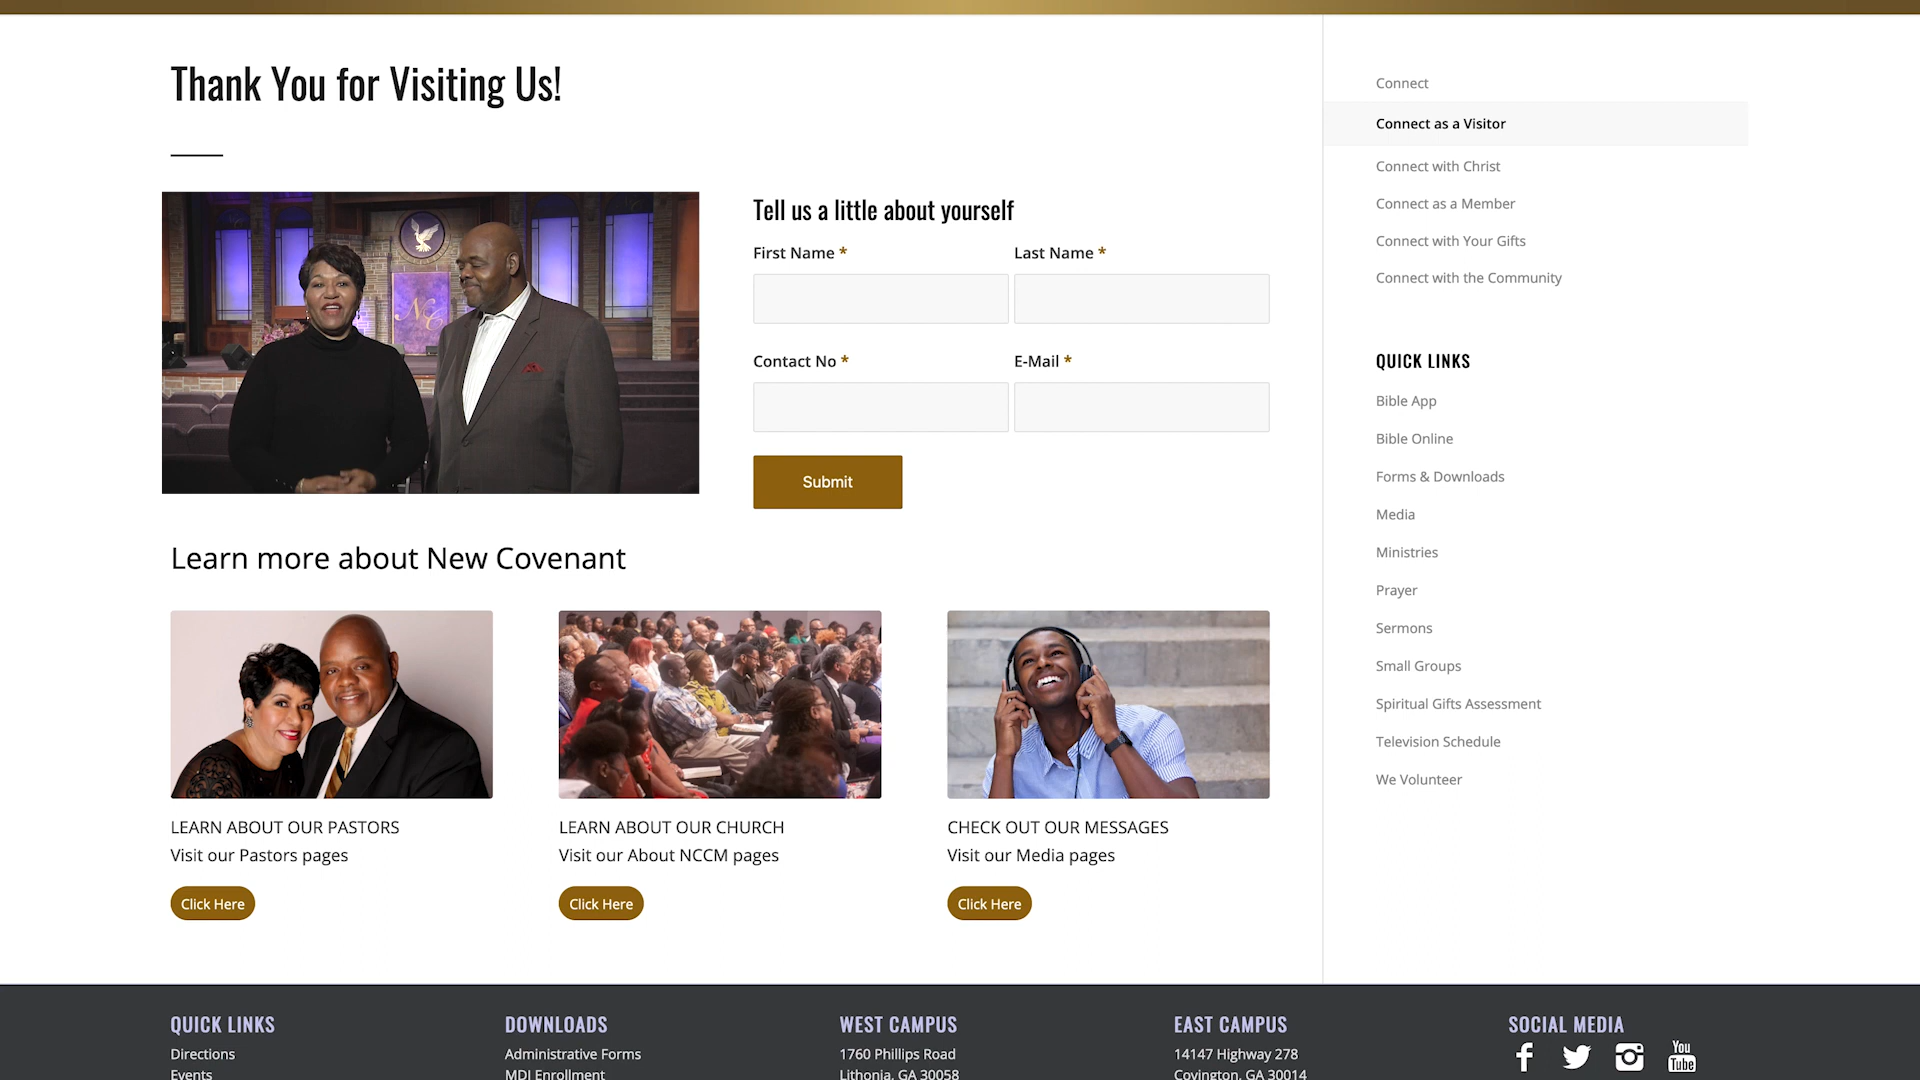 Thank You for Visiting Us!
Tell us a little about yourself
First Name *
Last Name *
Contact No *
E-Mail *
Submit
Learn more about New Covenant
LEARN ABOUT OUR PASTORS
Visit our Pastors pages
Click Here
LEARN ABOUT OUR CHURCH
Visit our About NCCM pages
Click Here
CHECK OUT OUR MESSAGES
Visit our Media pages
Click Here
Connect
Connect as a Visitor
Connect with Christ
Connect as a Member
Connect with Your Gifts
Connect with the Community
QUICK LINKS
Bible App
Bible Online
Forms & Downloads
Media
Ministries
Prayer
Sermons
Small Groups
Spiritual Gifts Assessment
Television Schedule
We Volunteer
QUICK LINKS
Directions
Events
DOWNLOADS
Administrative Forms
MDI Enrollment
WEST CAMPUS
1760 Phillips Road
Lithonia, GA 30058
EAST CAMPUS
14147 Highway 278
Covington, GA 30014
SOCIAL MEDIA
You
Tube
NC